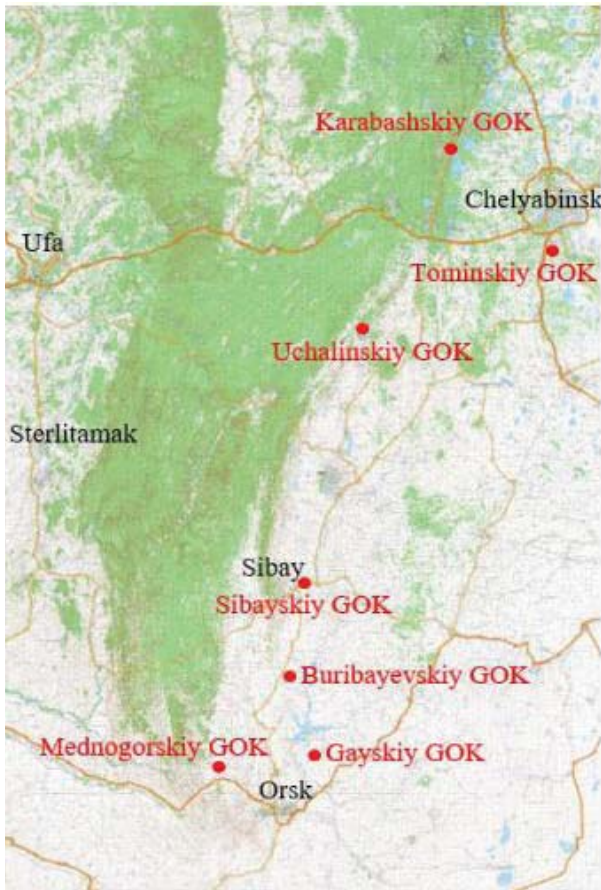 Karabashskiy GOK
Chelyabinsk
Ufa
Tominskiy GOK
Uchalinskiy GOK
Sterlitamak
Sibay
Sibayskiy GOK
Buribayevskiy GOK
Mednogorskiy GOK
Gayskiy GOK
Orsk